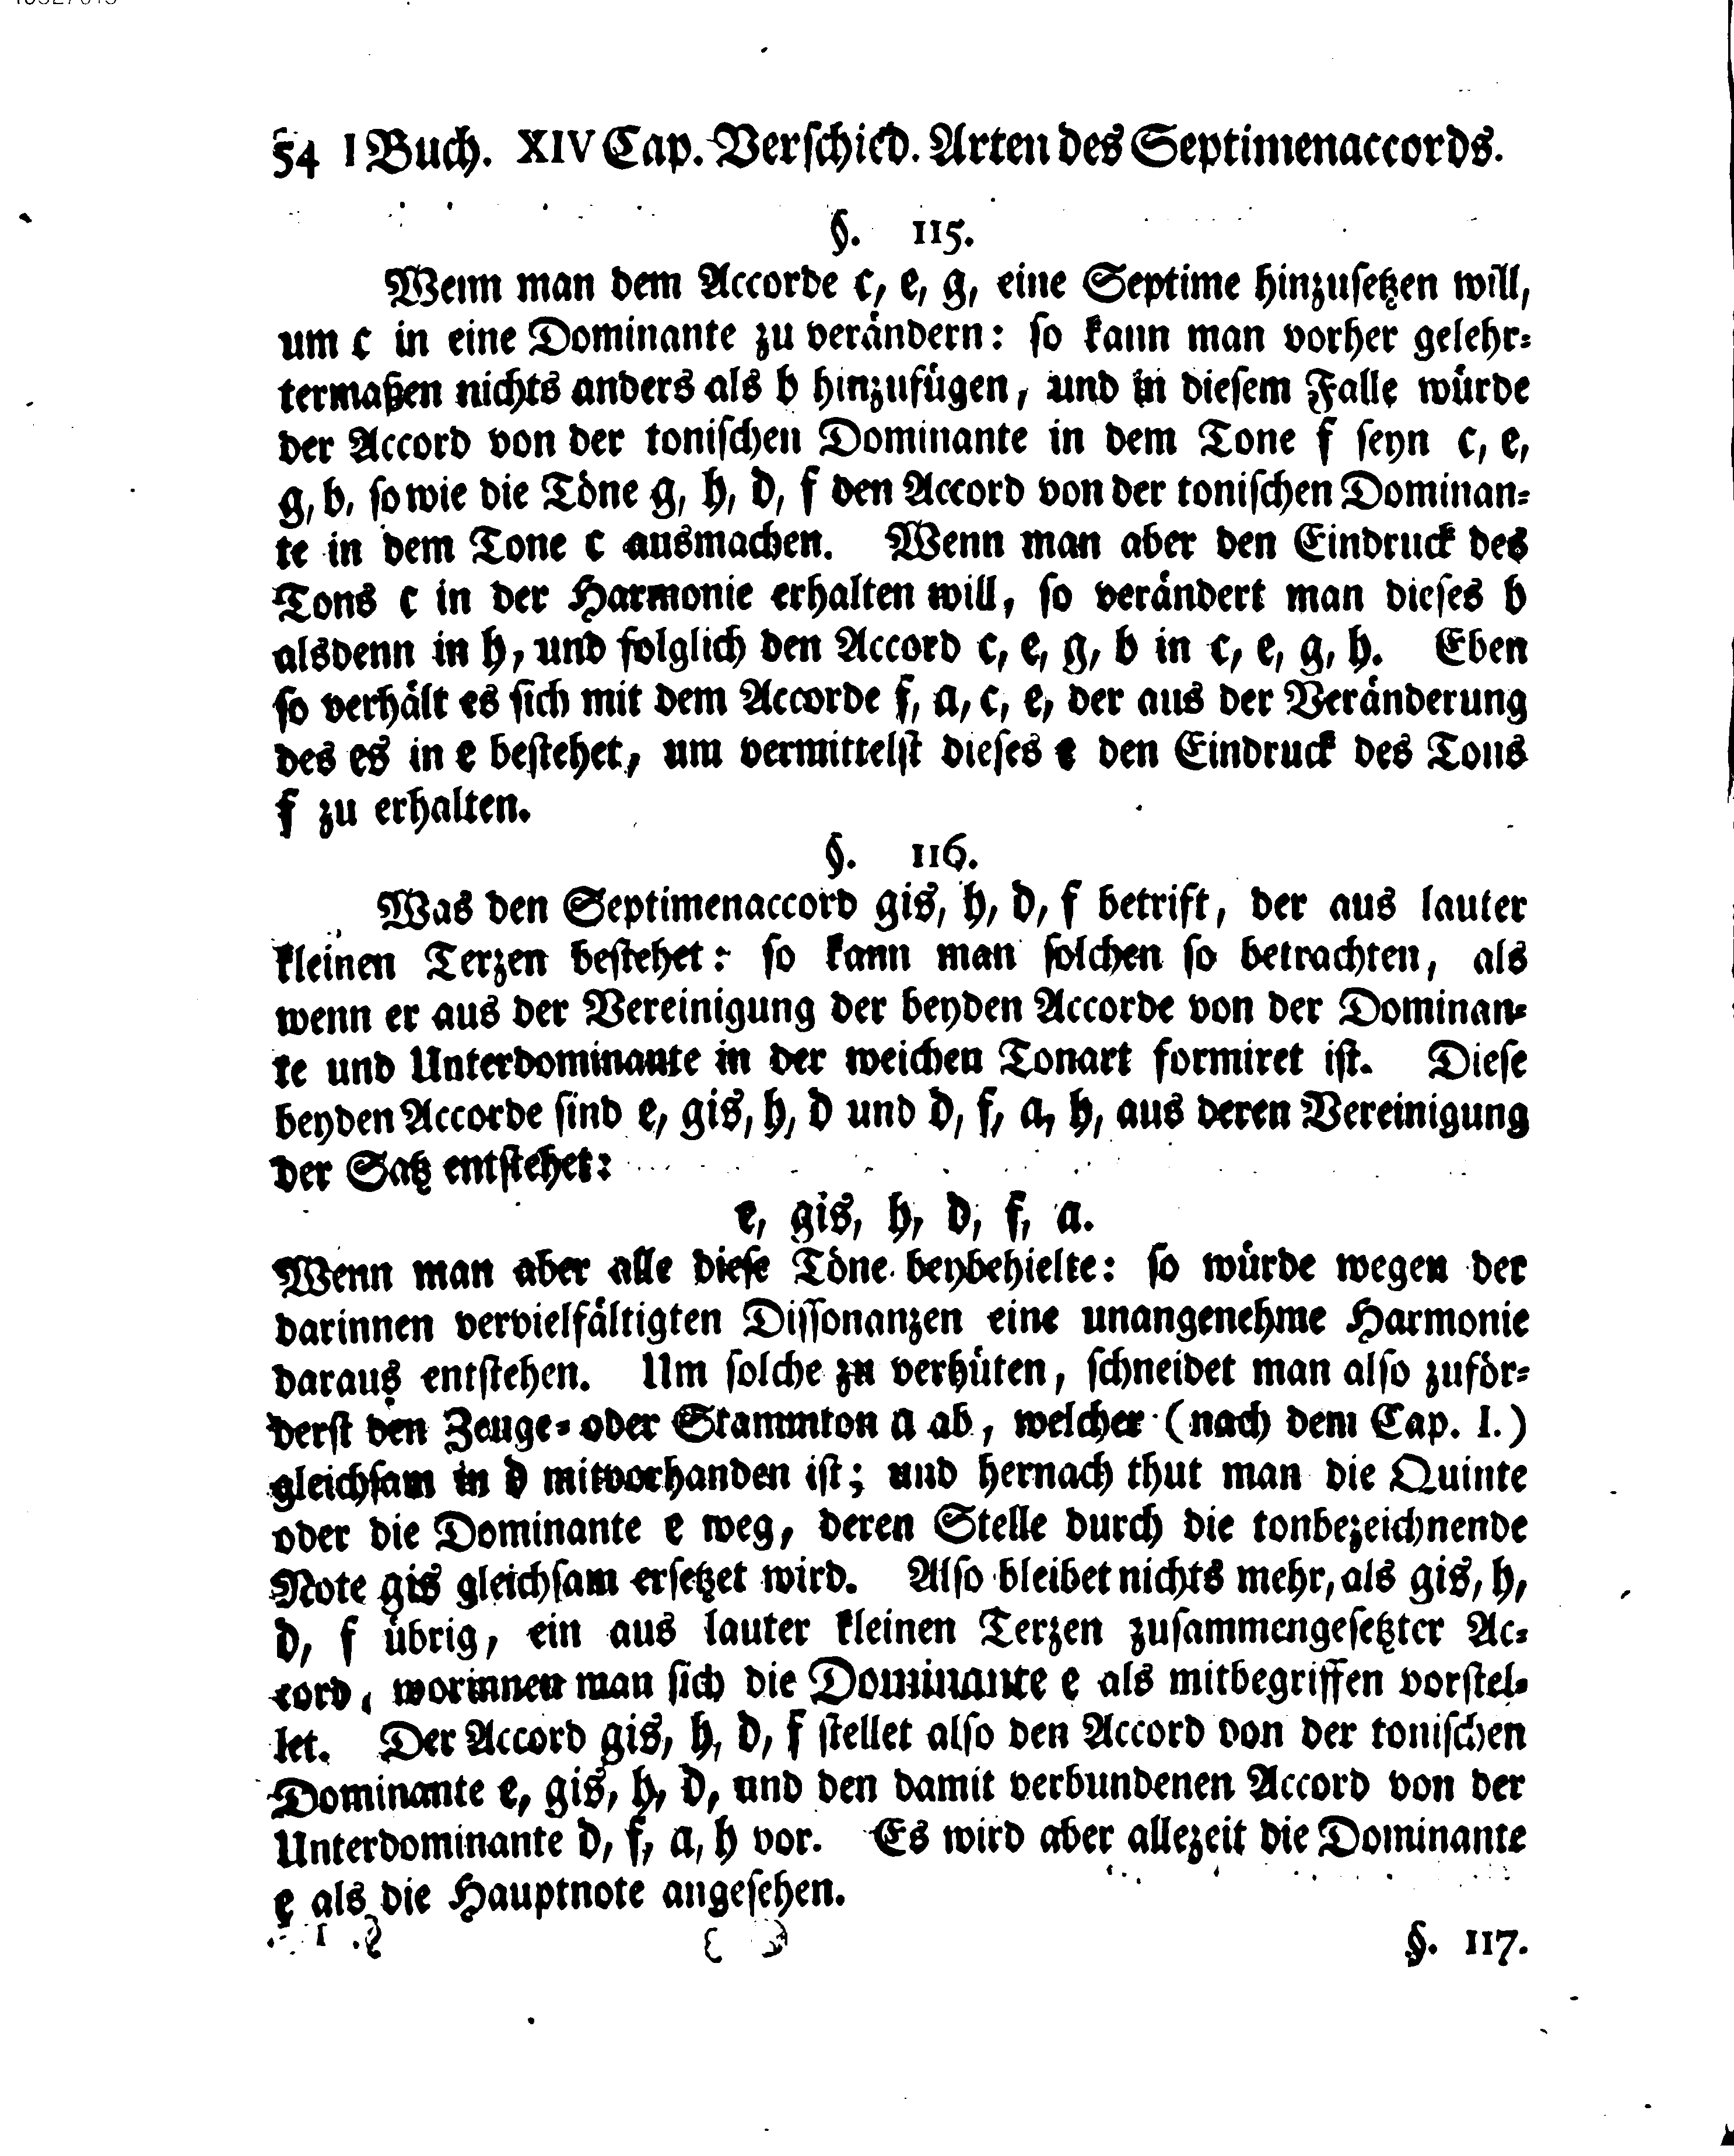 54 I Buch. XIV Cap. Verschied. Arten des Septimenaccords.
§. 115.
Wenn man dem Accorde c, e, g, eine Septime hinzusetzen will,
um c in eine Dominante zu verändern: so kann man vorher gelehr-
termaßen nichts anders als b hinzufügen, und in diesem Falle würde
der Accord von der tonischen Dominante in dem Tone f seyn c, e,
g, b, so wie die Töne g, h, d, f den Accord von der tonischen Dominan-
te in dem Tone c ausmachen. Wenn man aber den Eindruck des
Tons c in der Harmonie erhalten will, so verändert man dieses b
alsdenn in h, und folglich den Accord c, e, g, b in c, e, g, h. Eben
so verhält es sich mit dem Accorde f, a, c, e, der aus der Veränderung
des es in e bestehet, um vermittelst dieses e den Eindruck des Tons
f zu erhalten.
§. 116.
Was den Septimenaccord gis, h, d, f betrift, der aus lauter
kleinen Terzen bestehet: so kann man solchen so betrachten, als
wenn er aus der Vereinigung der beyden Accorde von der Dominan-
te und Unterdominante in der weichen Tonart formiret ist. Diese
beyden Accorde sind e, gis, h, d und d, f, a, h, aus deren Vereinigung
der Satz entstehet:
e, gis, h, d, f, a.
Wenn man aber alle diese Töne beybehielte: so würde wegen der
darinnen vervielfältigten Dissonanzen eine unangenehme Harmonie
daraus entstehen. Um solche zu verhüten, schneidet man also zuför-
derst den Zeuge- oder Stammton a ab, welcher (nach dem Cap. I.)
gleichsam in d mitvorhanden ist; und hernach thut man die Quinte
oder die Dominante e weg, deren Stelle durch die tonbezeichnende
Note gis gleichsam ersetzet wird. Also bleibet nichts mehr, als gis, h,
d, f übrig, ein aus lauter kleinen Terzen zusammengesetzter Ac-
cord, worinnen man sich die Dominante e als mitbegriffen vorstel-
let. Der Accord gis, h, d, f stellet also den Accord von der tonischen
Dominante e, gis, h, d, und den damit verbundenen Accord von der
Unterdominante d, f, a, h vor. Es wird aber allezeit die Dominante
e als die Hauptnote angesehen.
§. 117.